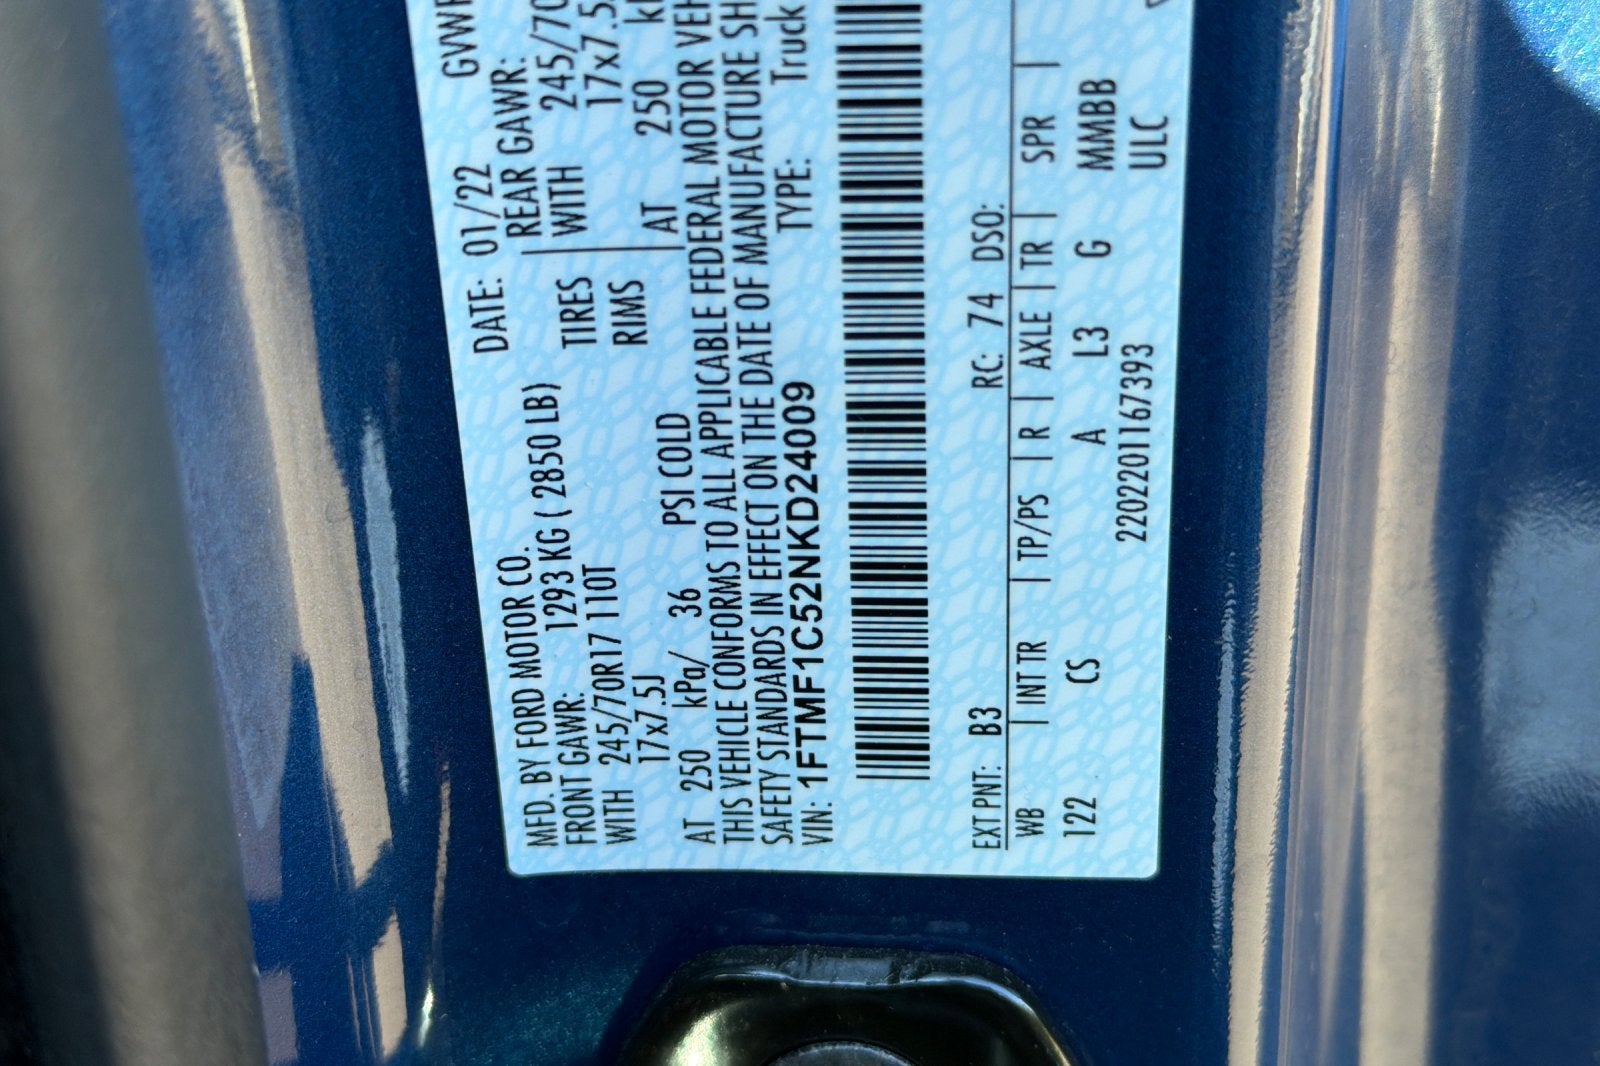 MFD. BY FORD MOTOR CO.
DATE: 01/22 GVWR
FRONT GAWR: 1293 KG ( 2850 LB)
REAR GAWR:
WITH 245/70R17 110T TIRES WITH 245/70
17x7.5J RIMS 17x7.5
AT 250 kPa/ 36 PSI COLD AT 250
THIS VEHICLE CONFORMS TO ALL APPLICABLE FEDERAL MOTOR
SAFETY STANDARDS IN EFFECT ON THE DATE OF MANUFACTURE
VIN: 1FTMF1C52NKD24009 TYPE: Truck
EXT PNT: B3 RC: 74 DSO:
WB | INT TR | TP/PS | R | AXLE | TR | SPR |
122 CS A L3 G MMBB
2202201167393 ULC